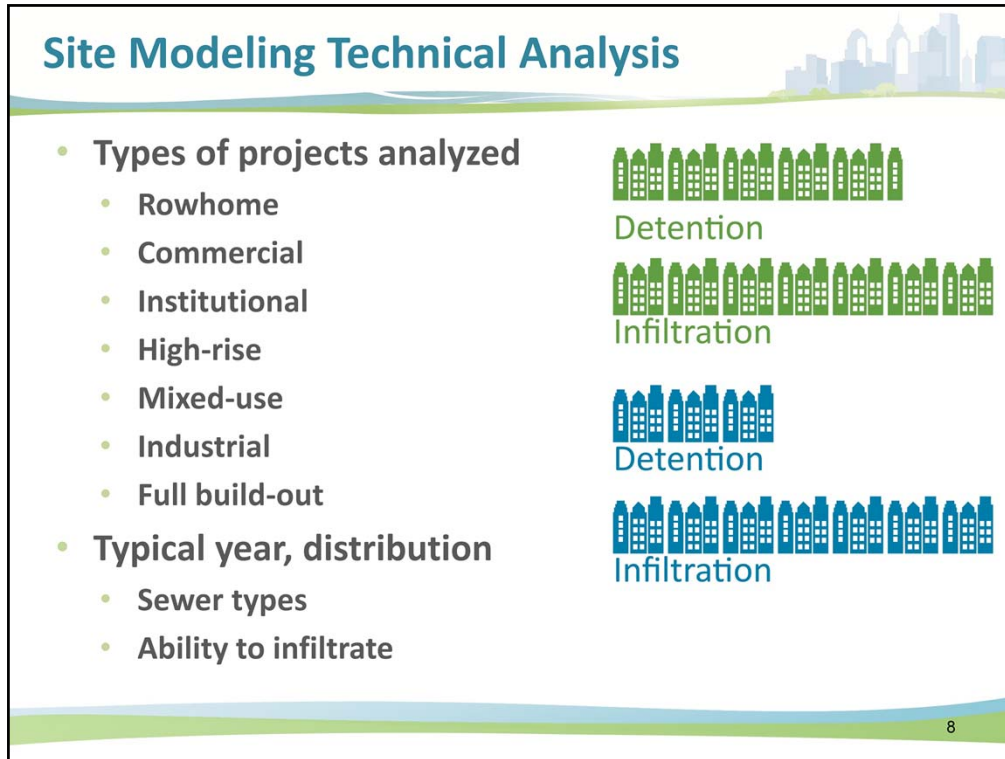 Site Modeling Technical Analysis
• Types of projects analyzed
• Rowhome
• Commercial
• Institutional
• High-rise
• Mixed-use
• Industrial
• Full build-out
• Typical year, distribution
• Sewer types
• Ability to infiltrate
Detention
Infiltration
Detention
Infiltration
8